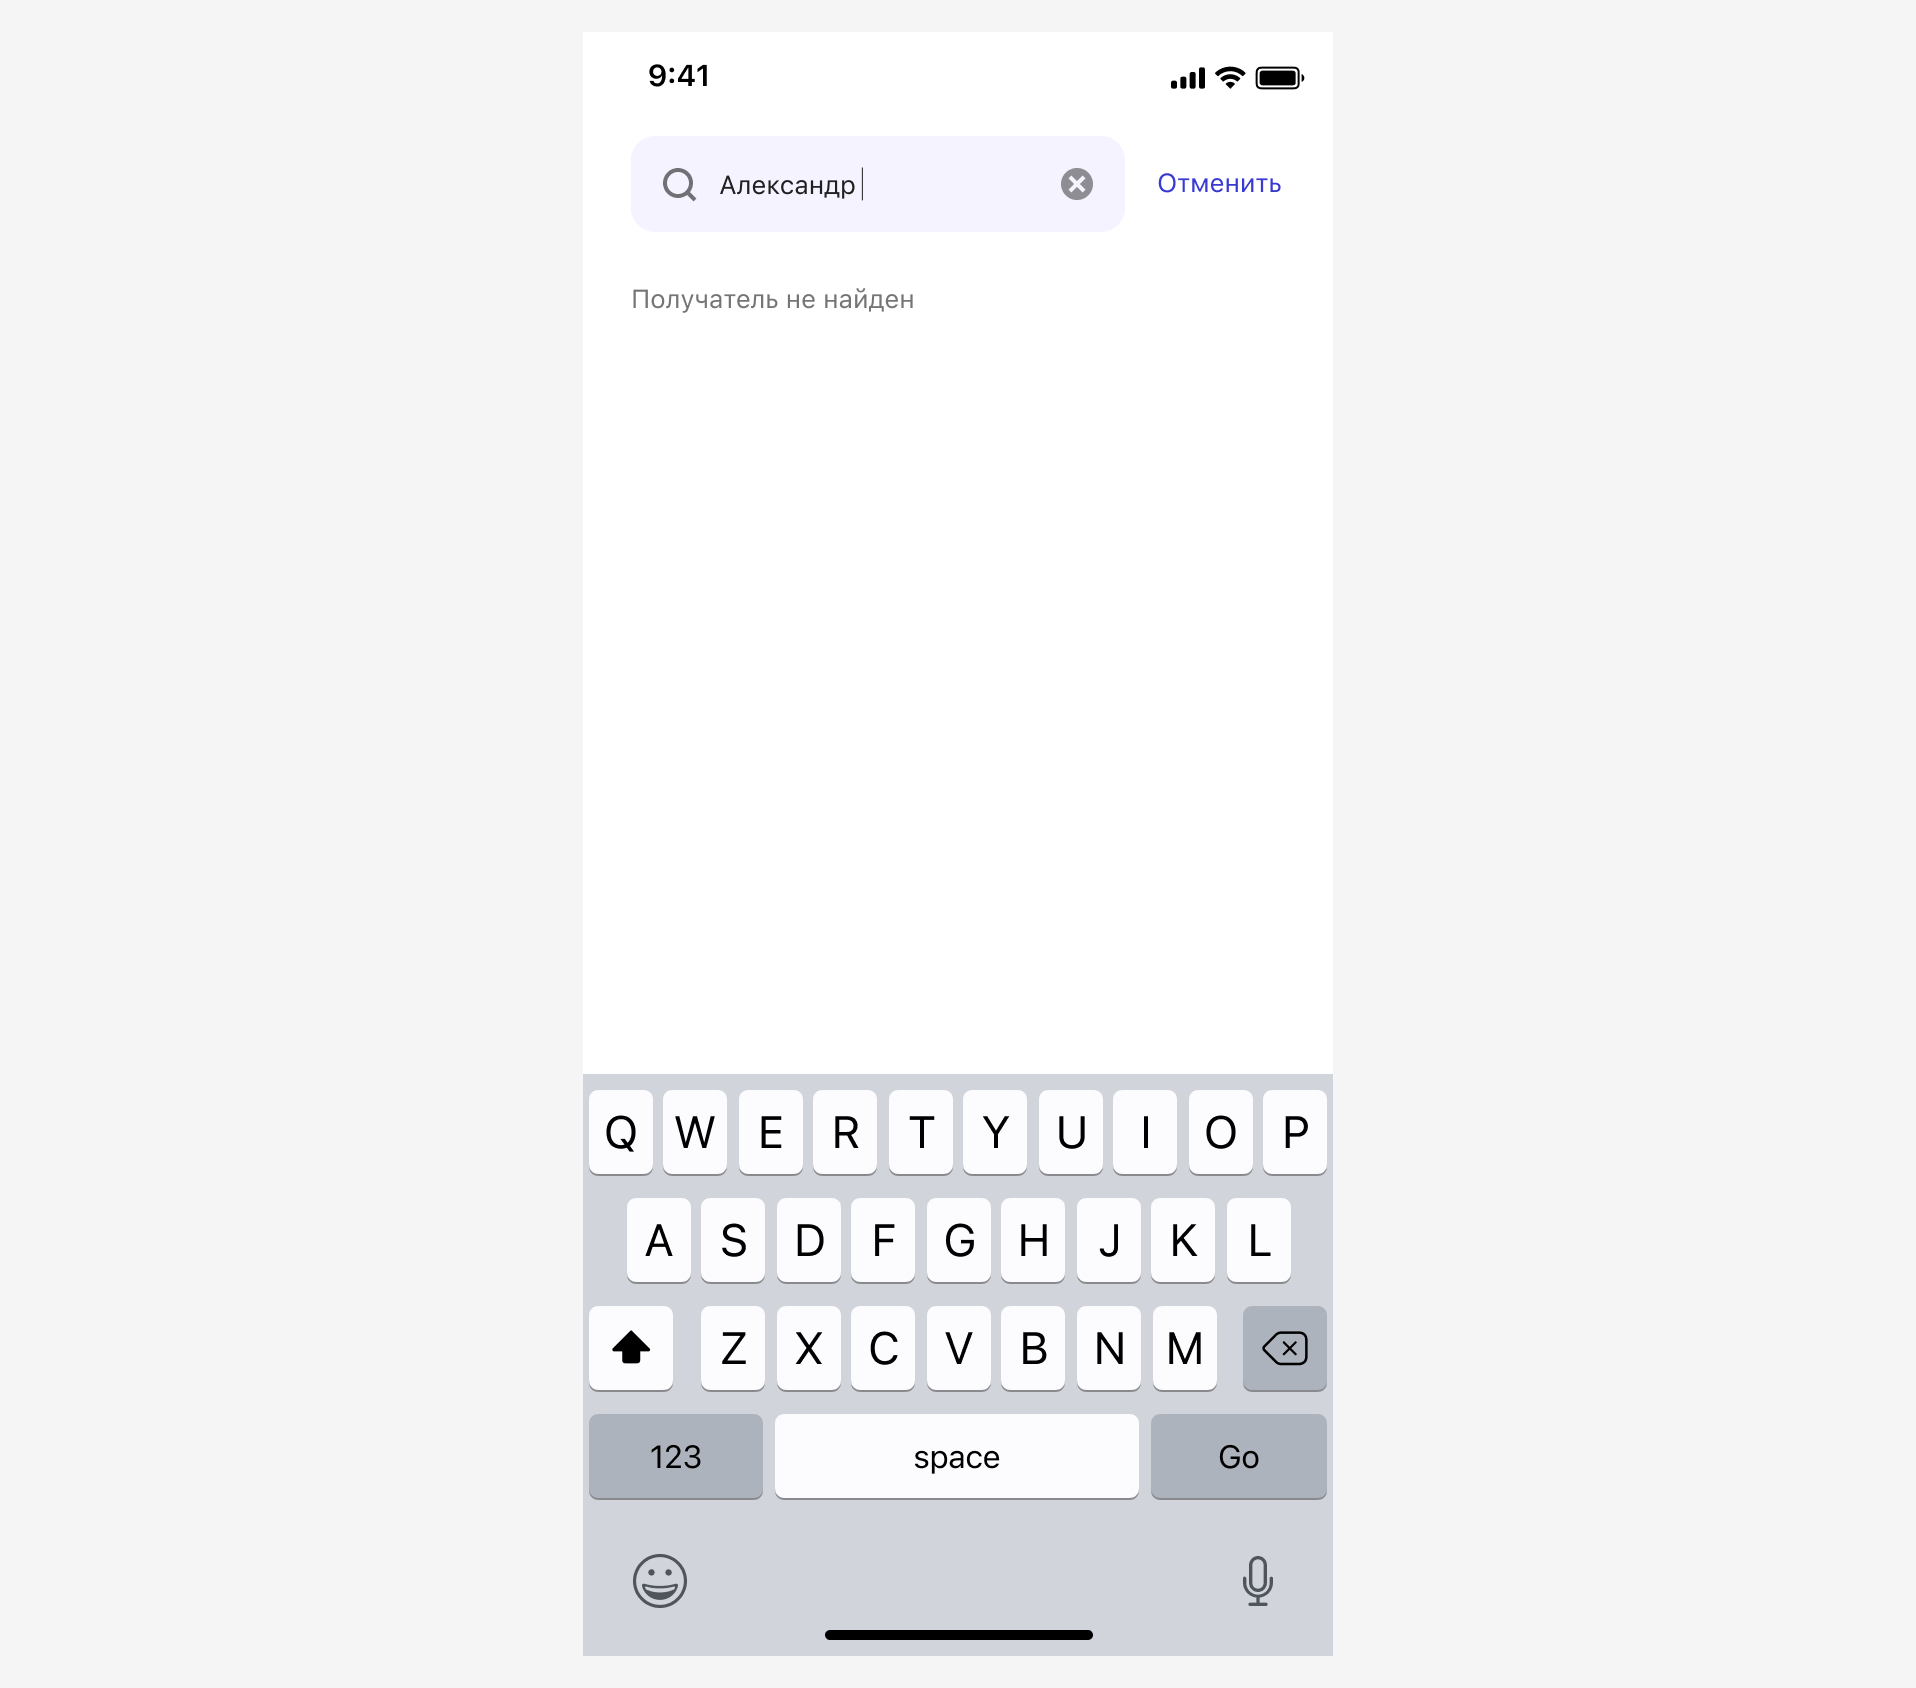 9:41
Александр
Отменить
Получатель не найден
Q W E R T Y U I O P
A S D F G H J K L
Z X C V B N M
123 space Go